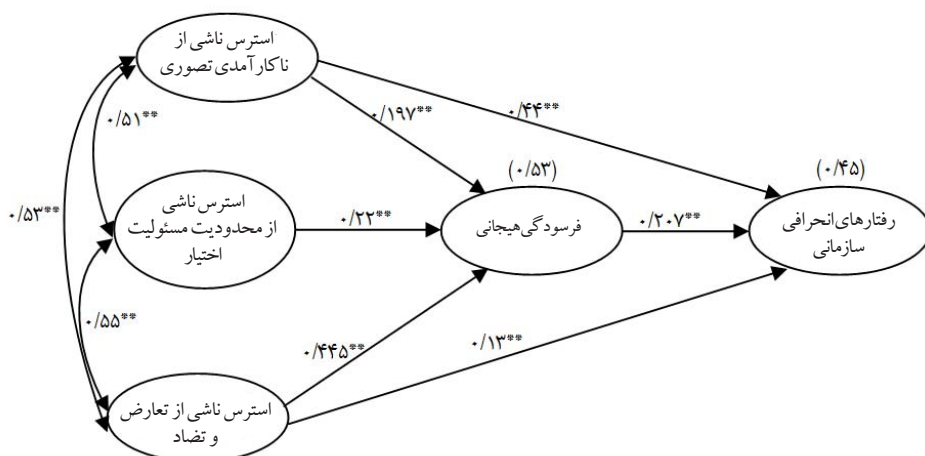 استرس ناشی از
ناکارآمدی تصوری
۰/۵۱**
۰/۱۹۷**
۰/۴۴**
۰/۵۳**
استرس ناشی
از محدودیت مسئولیت
اختیار
۰/۲۲**
(۰/۵۳)
فرسودگی هیجانی
۰/۲۰۷**
(۰/۴۵)
رفتارهای انحرافی
سازمانی
۰/۵۵**
۰/۴۴۵**
۰/۱۳**
استرس ناشی از تعارض
و تضاد